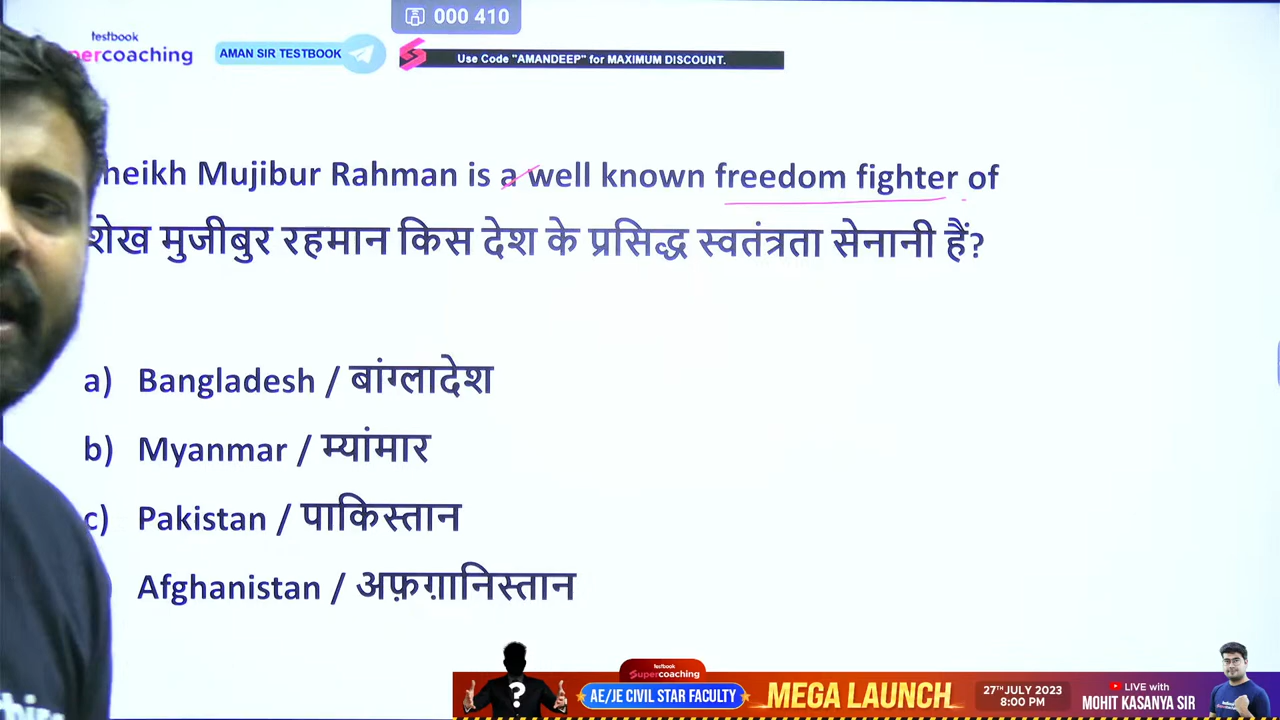 000 410
testbook
percoaching
AMAN SIR TESTBOOK
Use Code "AMANDEEP" for MAXIMUM DISCOUNT.
heikh Mujibur Rahman is a well known freedom fighter of
शेख मुजीबुर रहमान किस देश के प्रसिद्ध स्वतंत्रता सेनानी हैं?
a) Bangladesh / बांग्लादेश
b) Myanmar / म्यांमार
c) Pakistan / पाकिस्तान
Afghanistan / अफ़ग़ानिस्तान
testbook
Supercoaching
?
AE/JE CIVIL STAR FACULTY
MEGA LAUNCH
27TH JULY 2023
8:00 PM
LIVE with
MOHIT KASANYA SIR